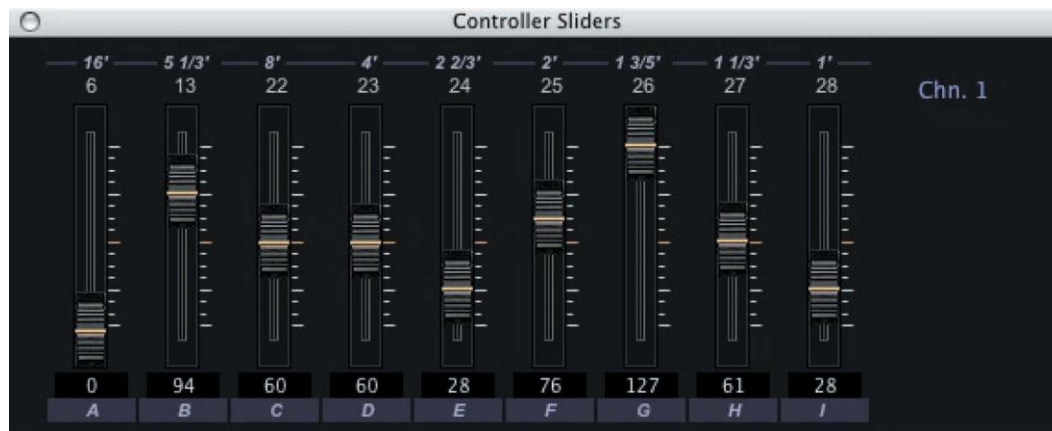 Controller Sliders
16' 5 1/3' 8' 4' 2 2/3' 2' 1 3/5' 1 1/3' 1'
6 13 22 23 24 25 26 27 28
Chn. 1
0 94 60 60 28 76 127 61 28
A B C D E F G H I